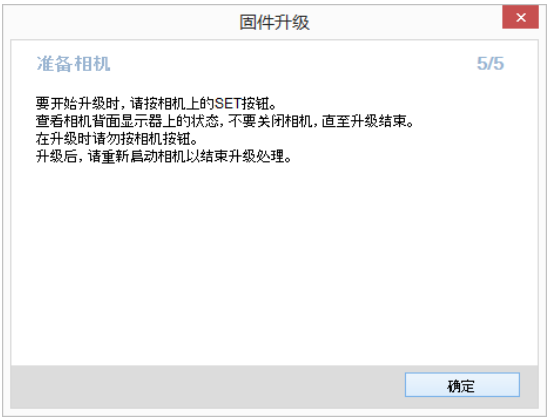 固件升级
准备相机 5/5
要开始升级时,请按相机上的SET按钮。
查看相机背面显示器上的状态,不要关闭相机,直至升级结束。
在升级时请勿按相机按钮。
升级后,请重新启动相机以结束升级处理。
确定